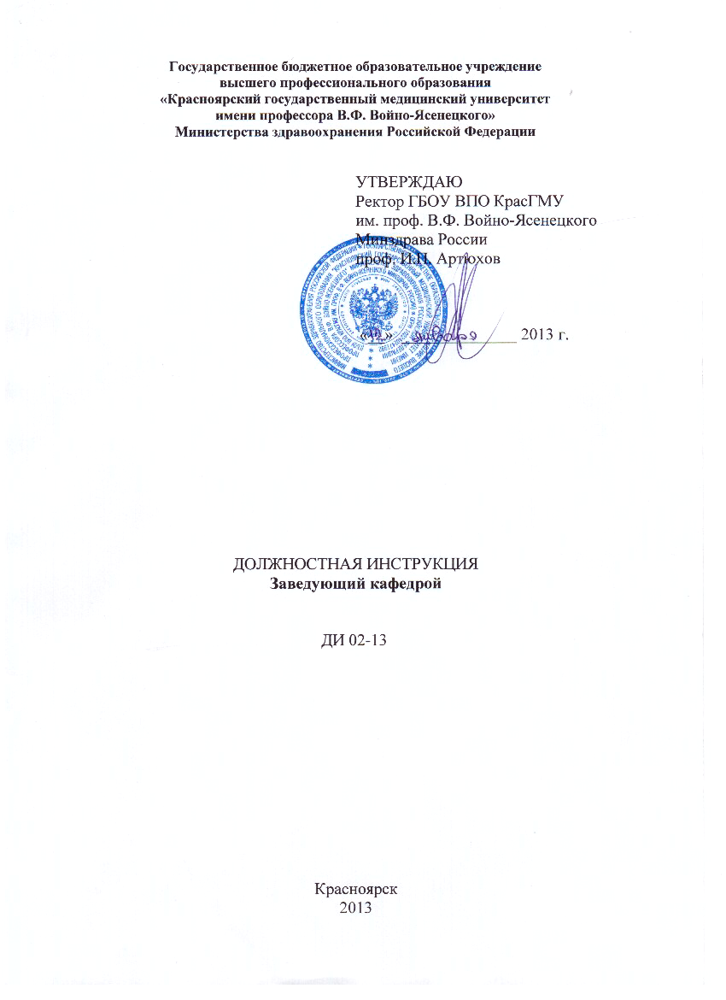 Государственное бюджетное образовательное учреждение
высшего профессионального образования
«Красноярский государственный медицинский университет
имени профессора В.Ф. Войно-Ясенецкого»
Министерства здравоохранения Российской Федерации
УТВЕРЖДАЮ
Ректор ГБОУ ВПО КрасГМУ
им. проф. В.Ф. Войно-Ясенецкого
Минздрава России
проф. И.П. Артюхов
января 2013 г.
ДОЛЖНОСТНАЯ ИНСТРУКЦИЯ
Заведующий кафедрой
ДИ 02-13
Красноярск
2013